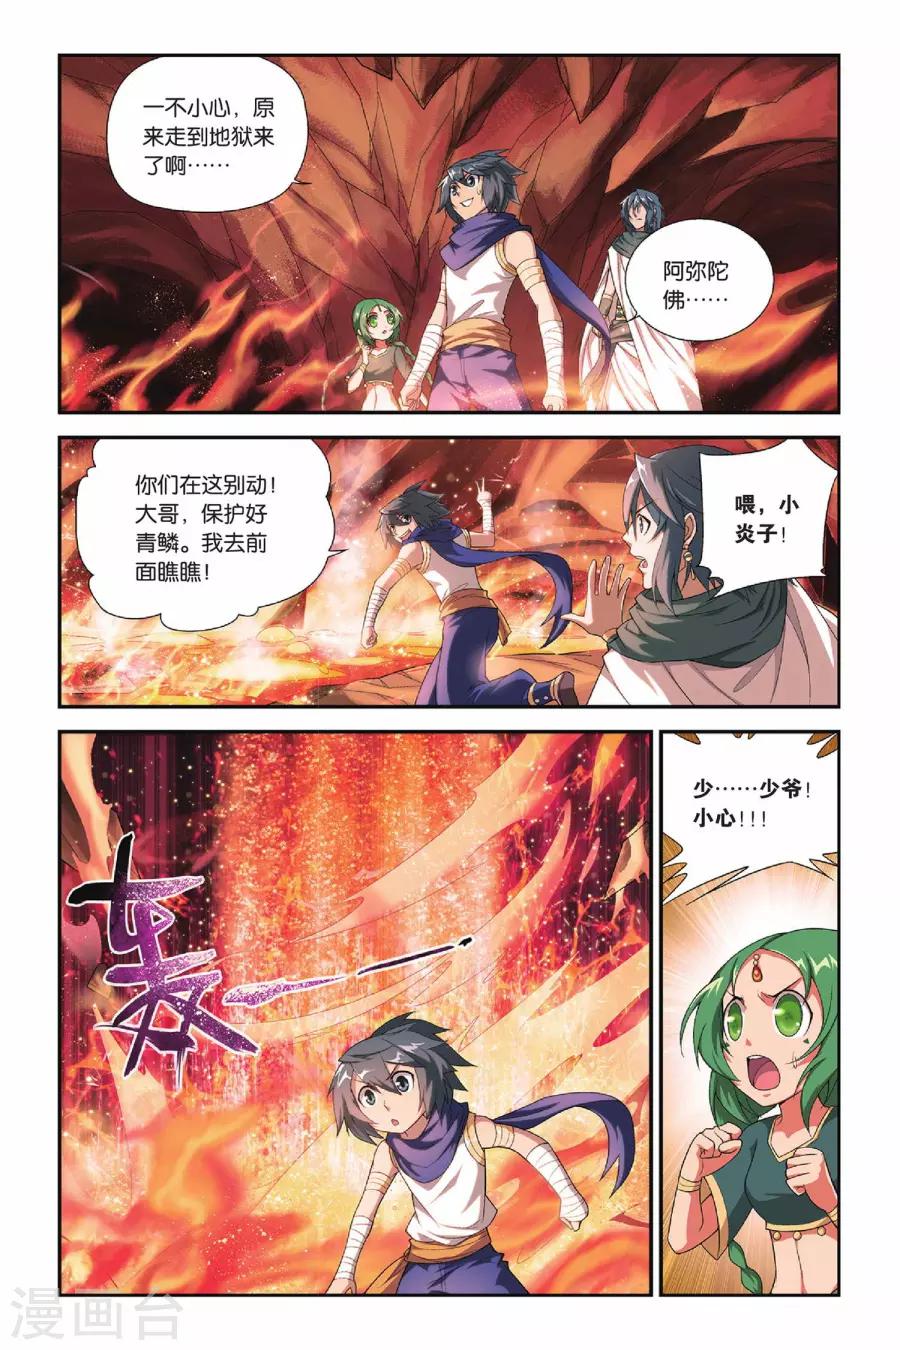 一不小心，原
来走到地狱来
了啊……
阿弥陀
佛……
你们在这别动！
大哥，保护好
青鳞。我去前
面瞧瞧！
喂，小
炎子！
轰——
少……少爷！
小心！！！
漫画台